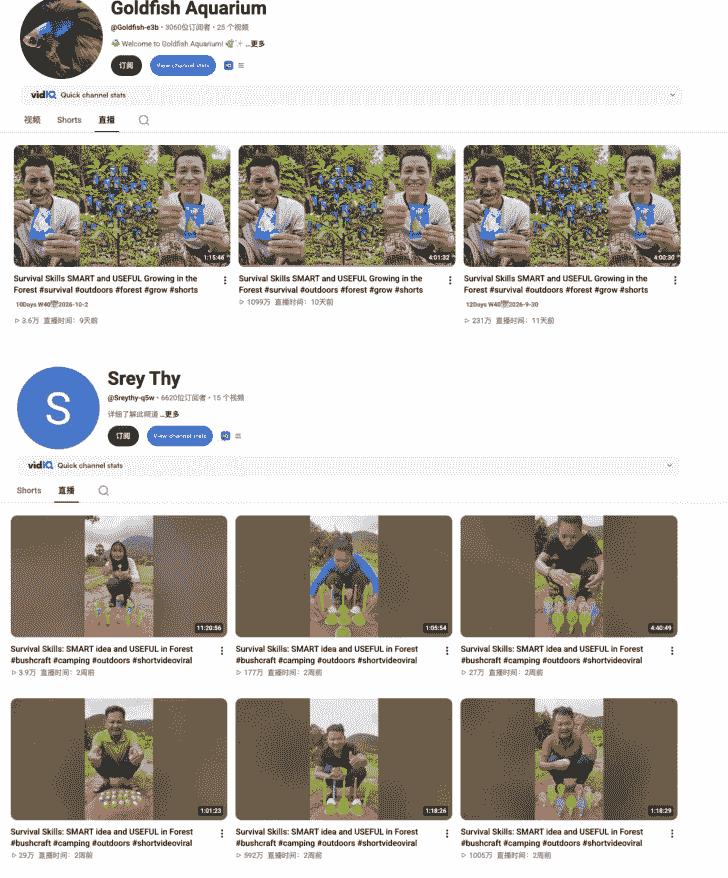 Goldfish Aquarium
@Goldfish-e3b • 3060位订阅者 • 25 个视频
Welcome to Goldfish Aquarium! ...更多
订阅 View channel stats
vidIQ Quick channel stats
视频 Shorts 直播
1:15:46 4:01:32 4:00:30
Survival Skills SMART and USEFUL Growing in the Survival Skills SMART and USEFUL Growing in the Survival Skills SMART and USEFUL Growing in the
Forest #survival #outdoors #forest #grow #shorts Forest #survival #outdoors #forest #grow #shorts Forest #survival #outdoors #forest #grow #shorts
10Days W40 2026-10-2 1099万 直播时间：10天前 12Days W40 2026-9-30
3.6万 直播时间：9天前 231万 直播时间：11天前
S
Srey Thy
@Sreythy-q5w • 6620位订阅者 • 15 个视频
详细了解此频道 ...更多
订阅 View channel stats
vidIQ Quick channel stats
Shorts 直播
11:20:56 1:05:54 4:40:49
Survival Skills: SMART idea and USEFUL in Forest Survival Skills: SMART idea and USEFUL in Forest Survival Skills: SMART idea and USEFUL in Forest
#bushcraft #camping #outdoors #shortvideoviral #bushcraft #camping #outdoors #shortvideoviral #bushcraft #camping #outdoors #shortvideoviral
3.9万 直播时间：2周前 177万 直播时间：2周前 27万 直播时间：2周前
1:01:23 1:18:26 1:18:29
Survival Skills: SMART idea and USEFUL in Forest Survival Skills: SMART idea and USEFUL in Forest Survival Skills: SMART idea and USEFUL in Forest
#bushcraft #camping #outdoors #shortvideoviral #bushcraft #camping #outdoors #shortvideoviral #bushcraft #camping #outdoors #shortvideoviral
29万 直播时间：2周前 592万 直播时间：2周前 1005万 直播时间：2周前